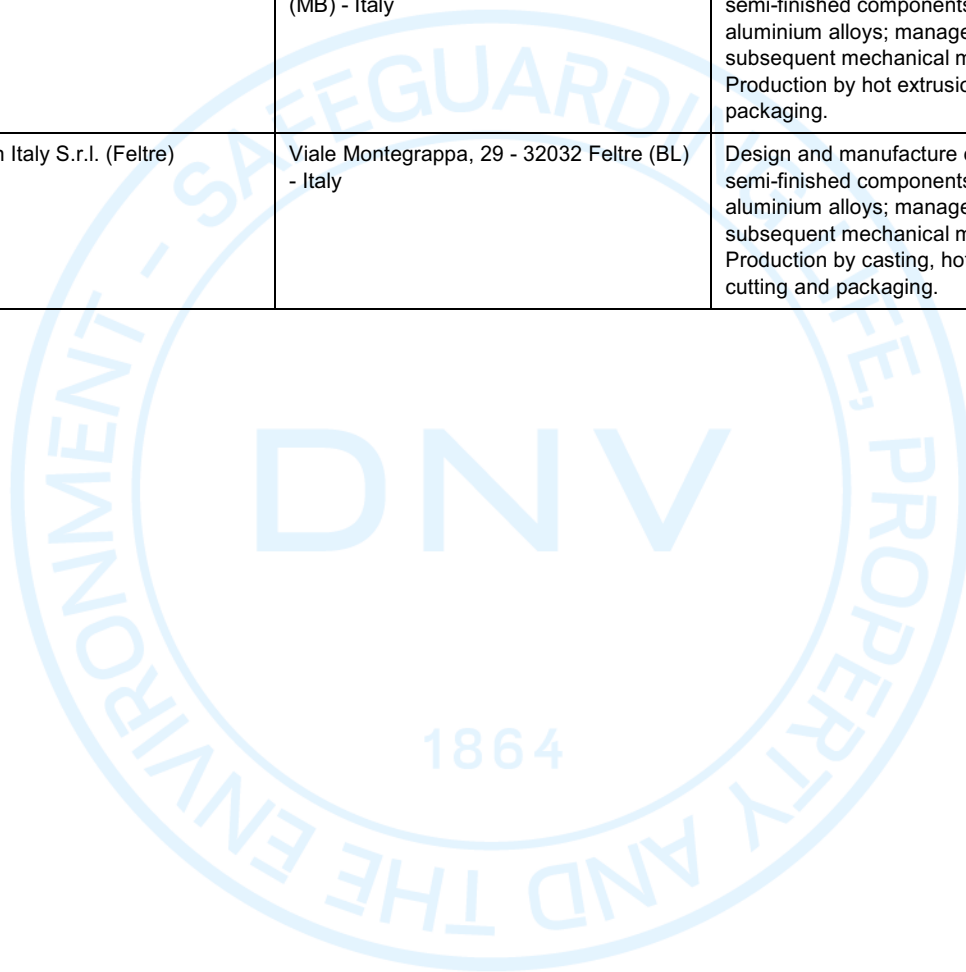 (MB) - Italy
semi-finished components
aluminium alloys; manage
subsequent mechanical m
Production by hot extrusio
packaging.
n Italy S.r.l. (Feltre)
Viale Montegrappa, 29 - 32032 Feltre (BL)
- Italy
Design and manufacture o
semi-finished components
aluminium alloys; manage
subsequent mechanical m
Production by casting, hot
cutting and packaging.
SAFEGUARDING LIFE, PROPERTY AND THE ENVIRONMENT -
DNV
1864